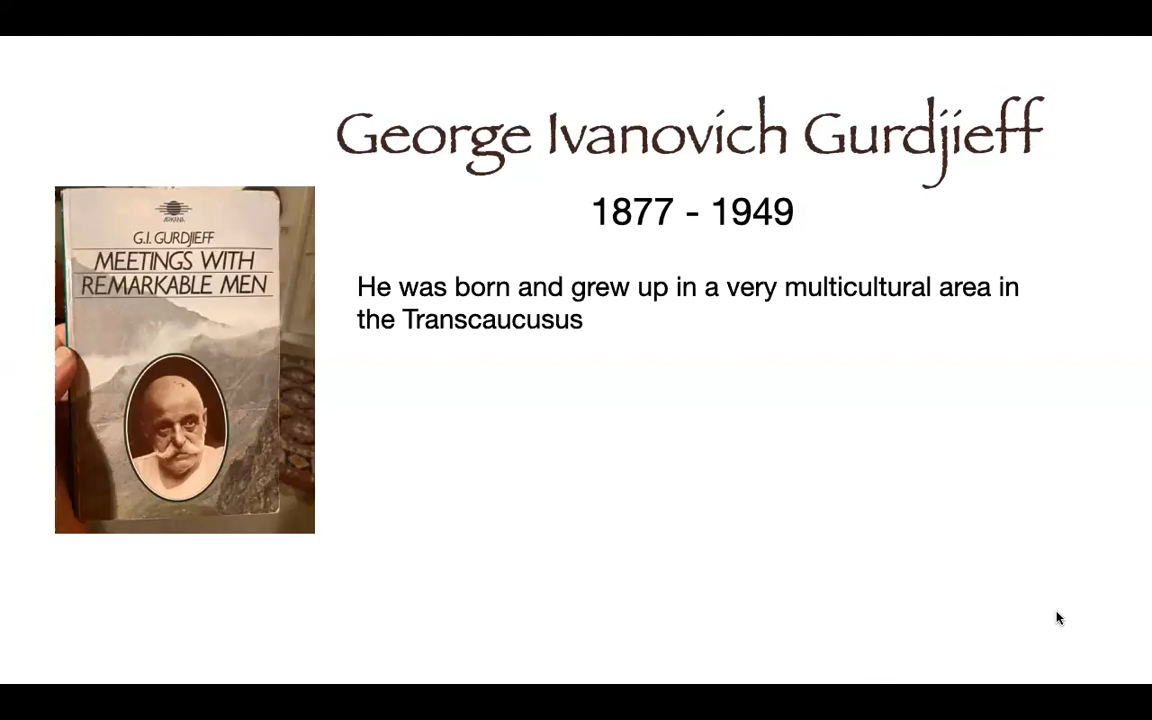 George Ivanovich Gurdjieff
1877 - 1949
He was born and grew up in a very multicultural area in
the Transcaucusus
ARKANA
G.I. GURDJIEFF
MEETINGS WITH
REMARKABLE MEN